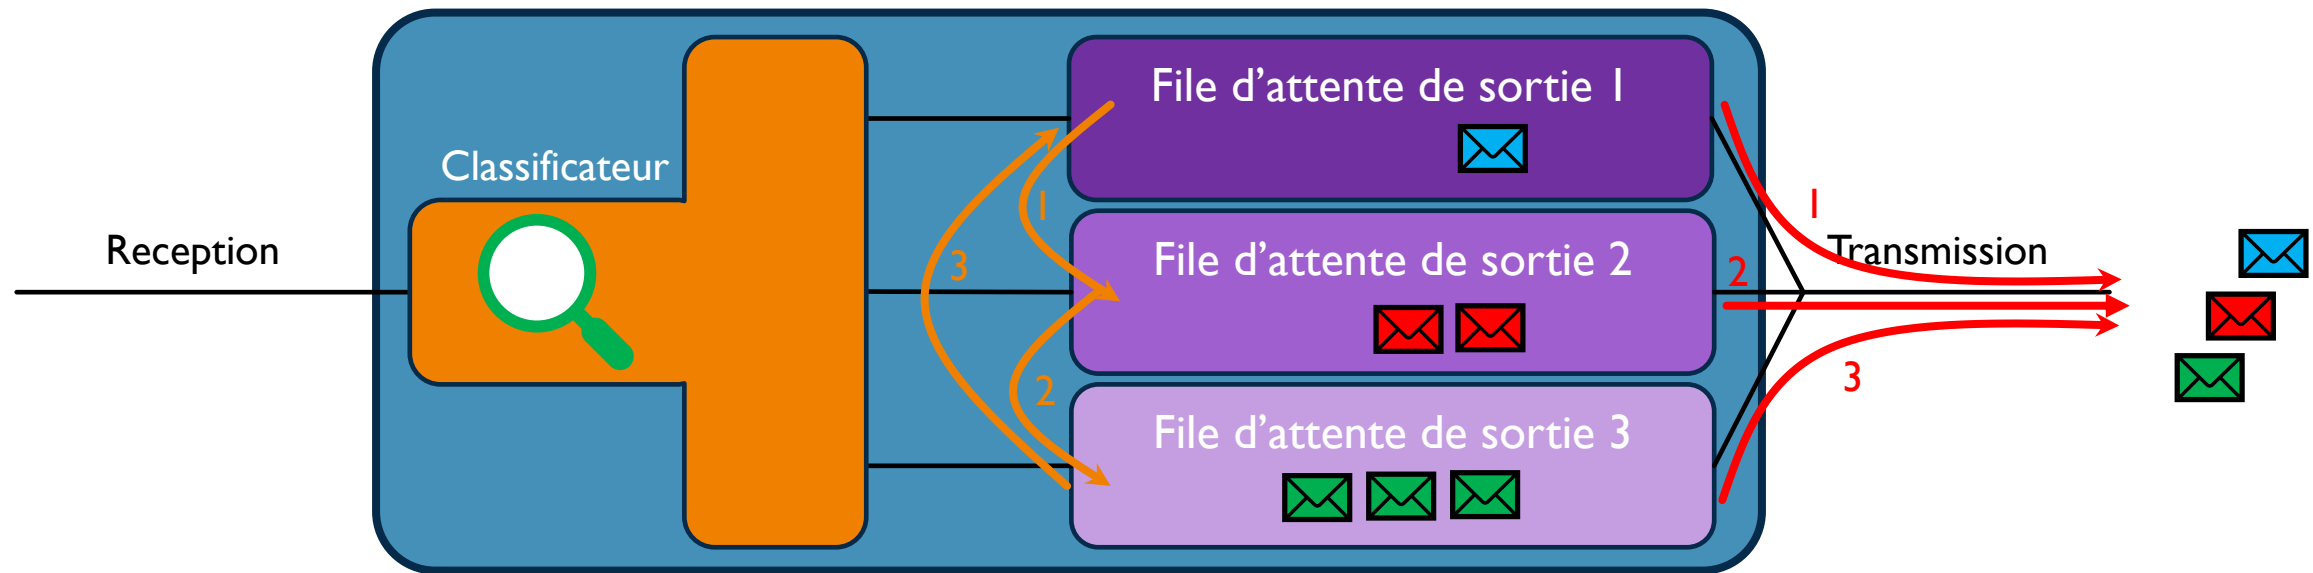 File d'attente de sortie 1
Classificateur
1
1
Reception
3
File d'attente de sortie 2
2
Transmission
2
3
File d'attente de sortie 3